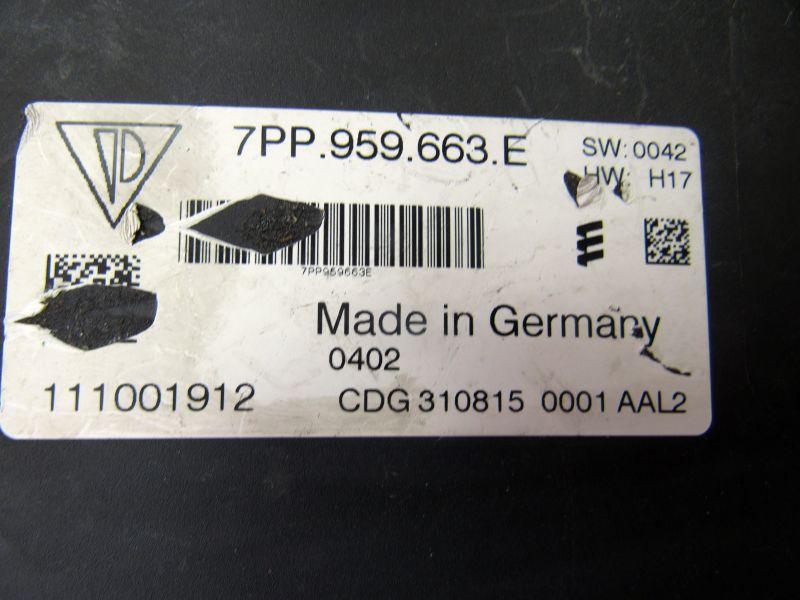 7PP.959.663.E
SW: 0042
HW: H17
7PP959663E
m
Made in Germany
0402
111001912
CDG 310815 0001 AAL2